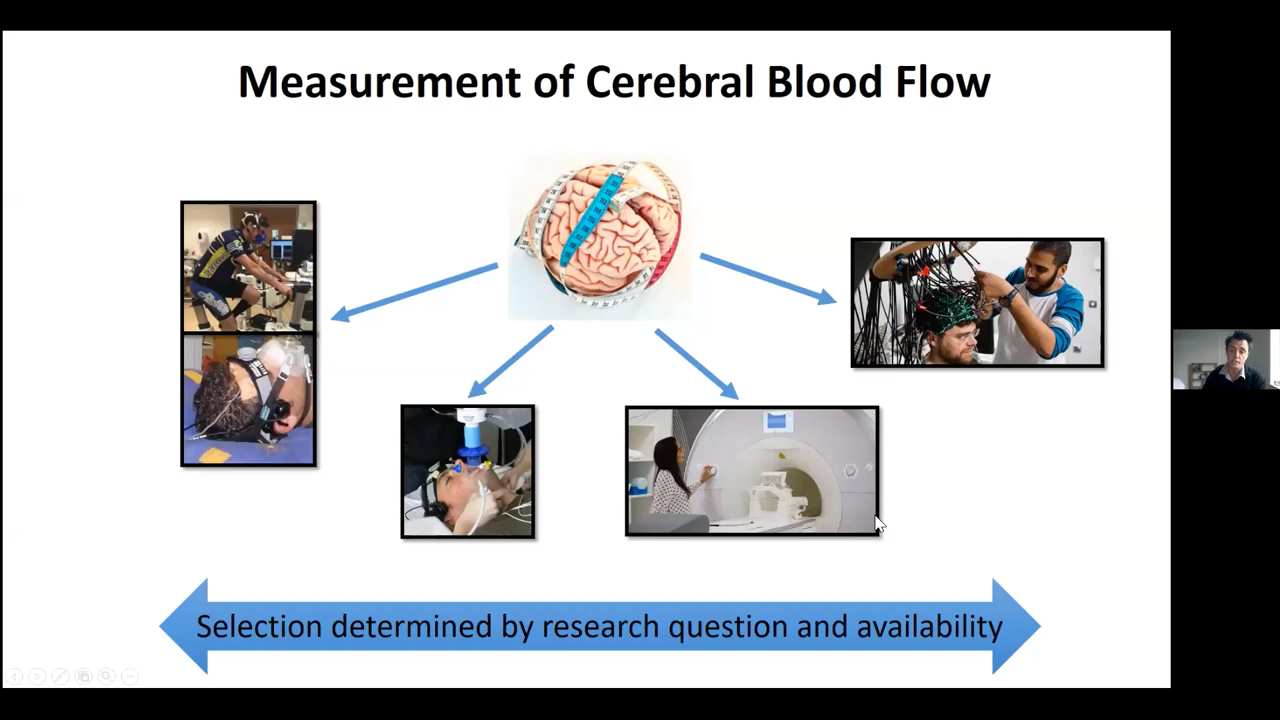 Measurement of Cerebral Blood Flow
Selection determined by research question and availability